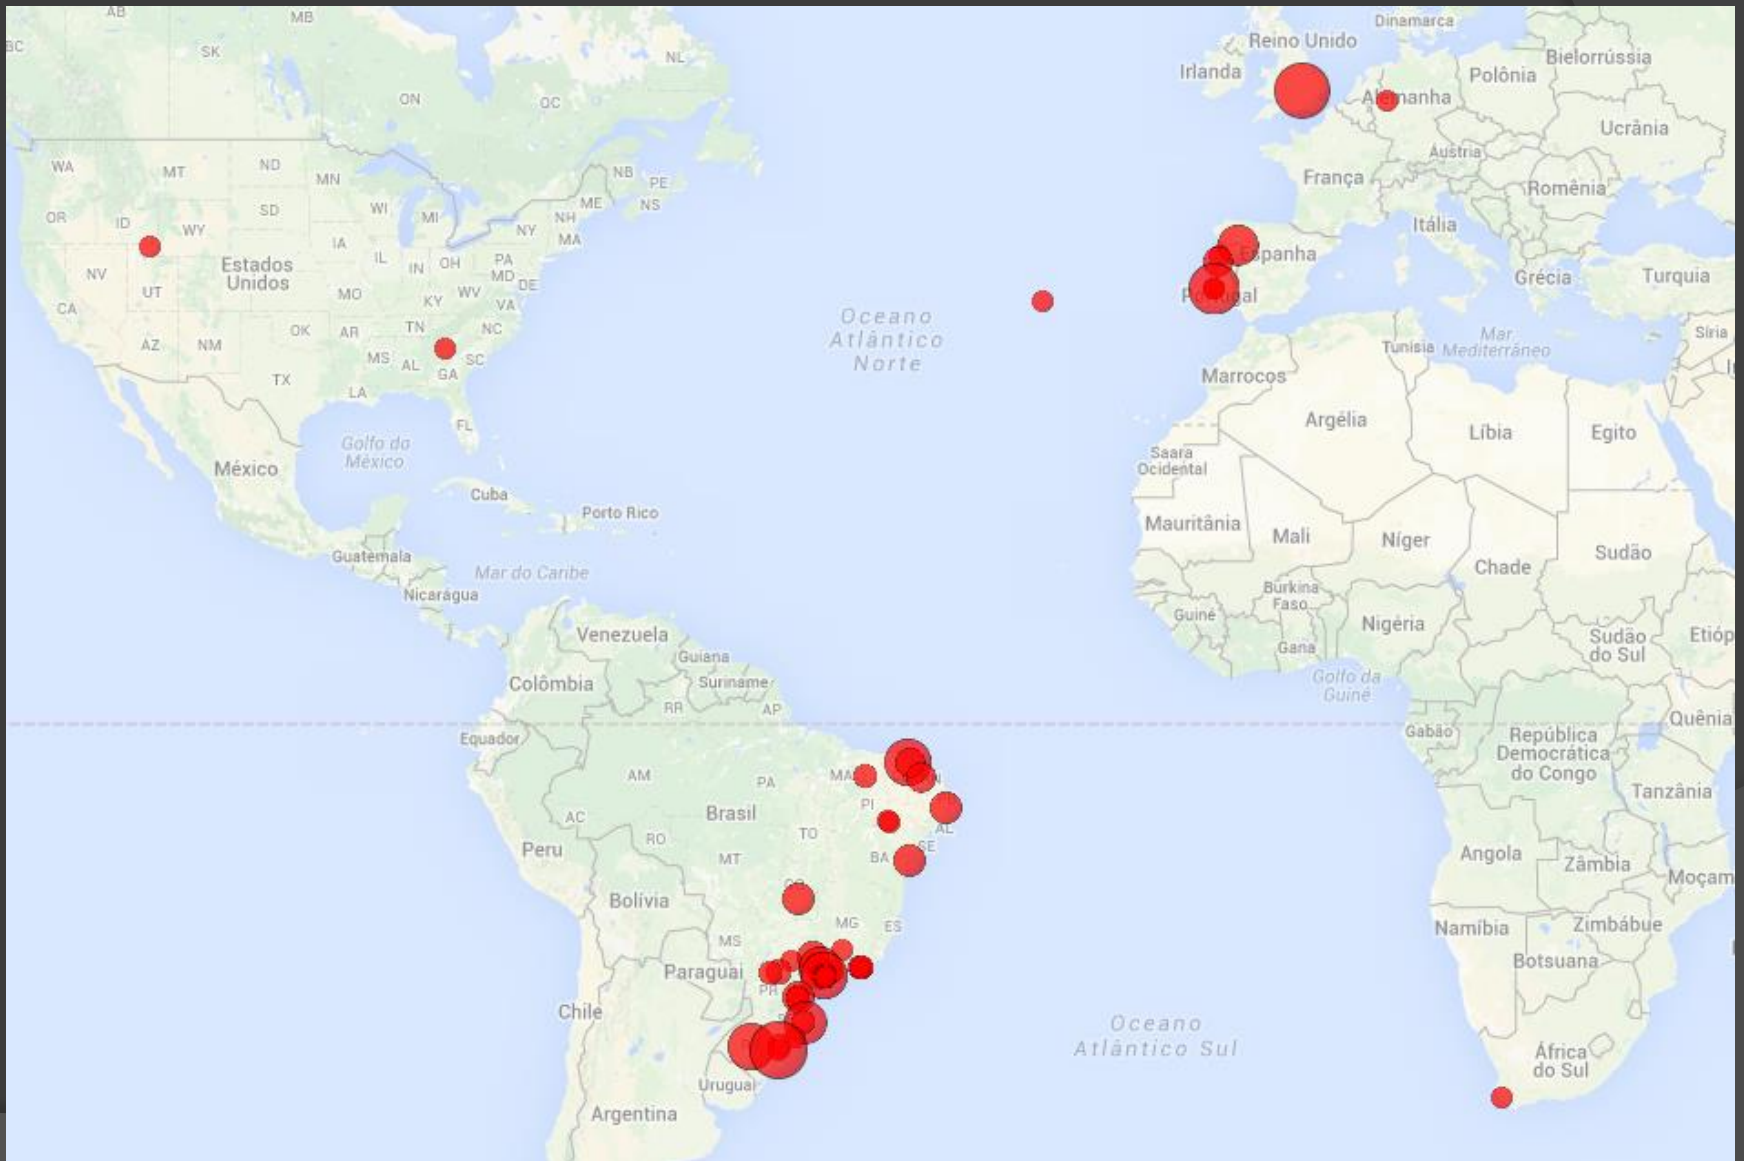 AB
MB
BC
SK
NL
ON
QC
WA
MT
ND
MN
NB
PE
OR
ID
SD
WI
MI
ME
NS
WY
NH
NY
MA
IA
NV
UT
Estados
Unidos
IL
IN
OH
PA
MD
DE
CA
MO
KY
WV
VA
AZ
NM
OK
AR
TN
NC
MS
AL
SC
GA
TX
LA
FL
Golfo do
México
México
Cuba
Porto Rico
Guatemala
Mar do Caribe
Nicarágua
Oceano
Atlântico
Norte
Dinamarca
Reino Unido
Irlanda
Bielorrússia
Polônia
Alemanha
Ucrânia
Áustria
França
Romênia
Itália
Espanha
Portugal
Grécia
Turquia
Mar
Mediterrâneo
Síria
Tunísia
Marrocos
Argélia
Líbia
Egito
Saara
Ocidental
Mauritânia
Mali
Níger
Chade
Sudão
Burkina
Faso
Guiné
Gana
Nigéria
Sudão
do Sul
Etióp
Golfo da
Guiné
Gabão
República
Democrática
do Congo
Quênia
Tanzânia
Angola
Zâmbia
Moçam
Namíbia
Zimbábue
Botsuana
África
do Sul
Venezuela
Guiana
Suriname
Colômbia
RR
AP
Equador
AM
PA
MA
PI
Brasil
AC
TO
AL
RO
SE
Peru
MT
BA
Bolívia
MG
ES
MS
Paraguai
PR
Chile
Uruguai
Argentina
Oceano
Atlântico Sul